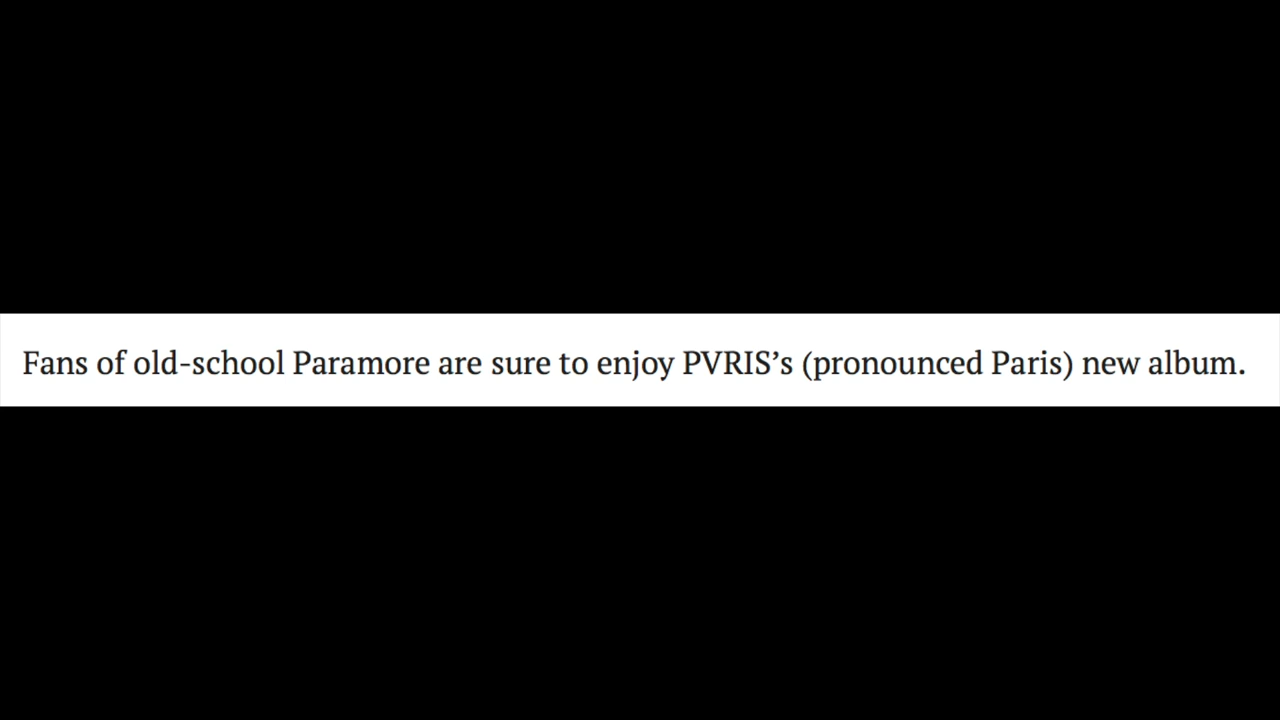 Fans of old-school Paramore are sure to enjoy PVRIS’s (pronounced Paris) new album.